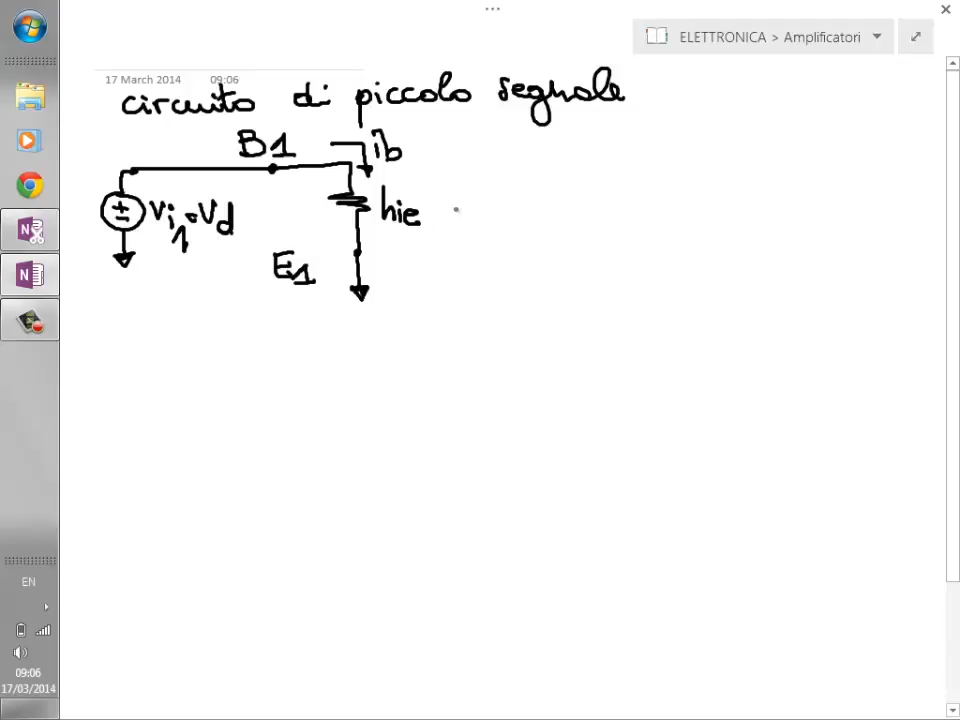 ELETTRONICA > Amplificatori
17 March 2014 09:06
circuito di piccolo segnale
B1 ib
Vi1=Vd hie
E1
EN
09:06
17/03/2014